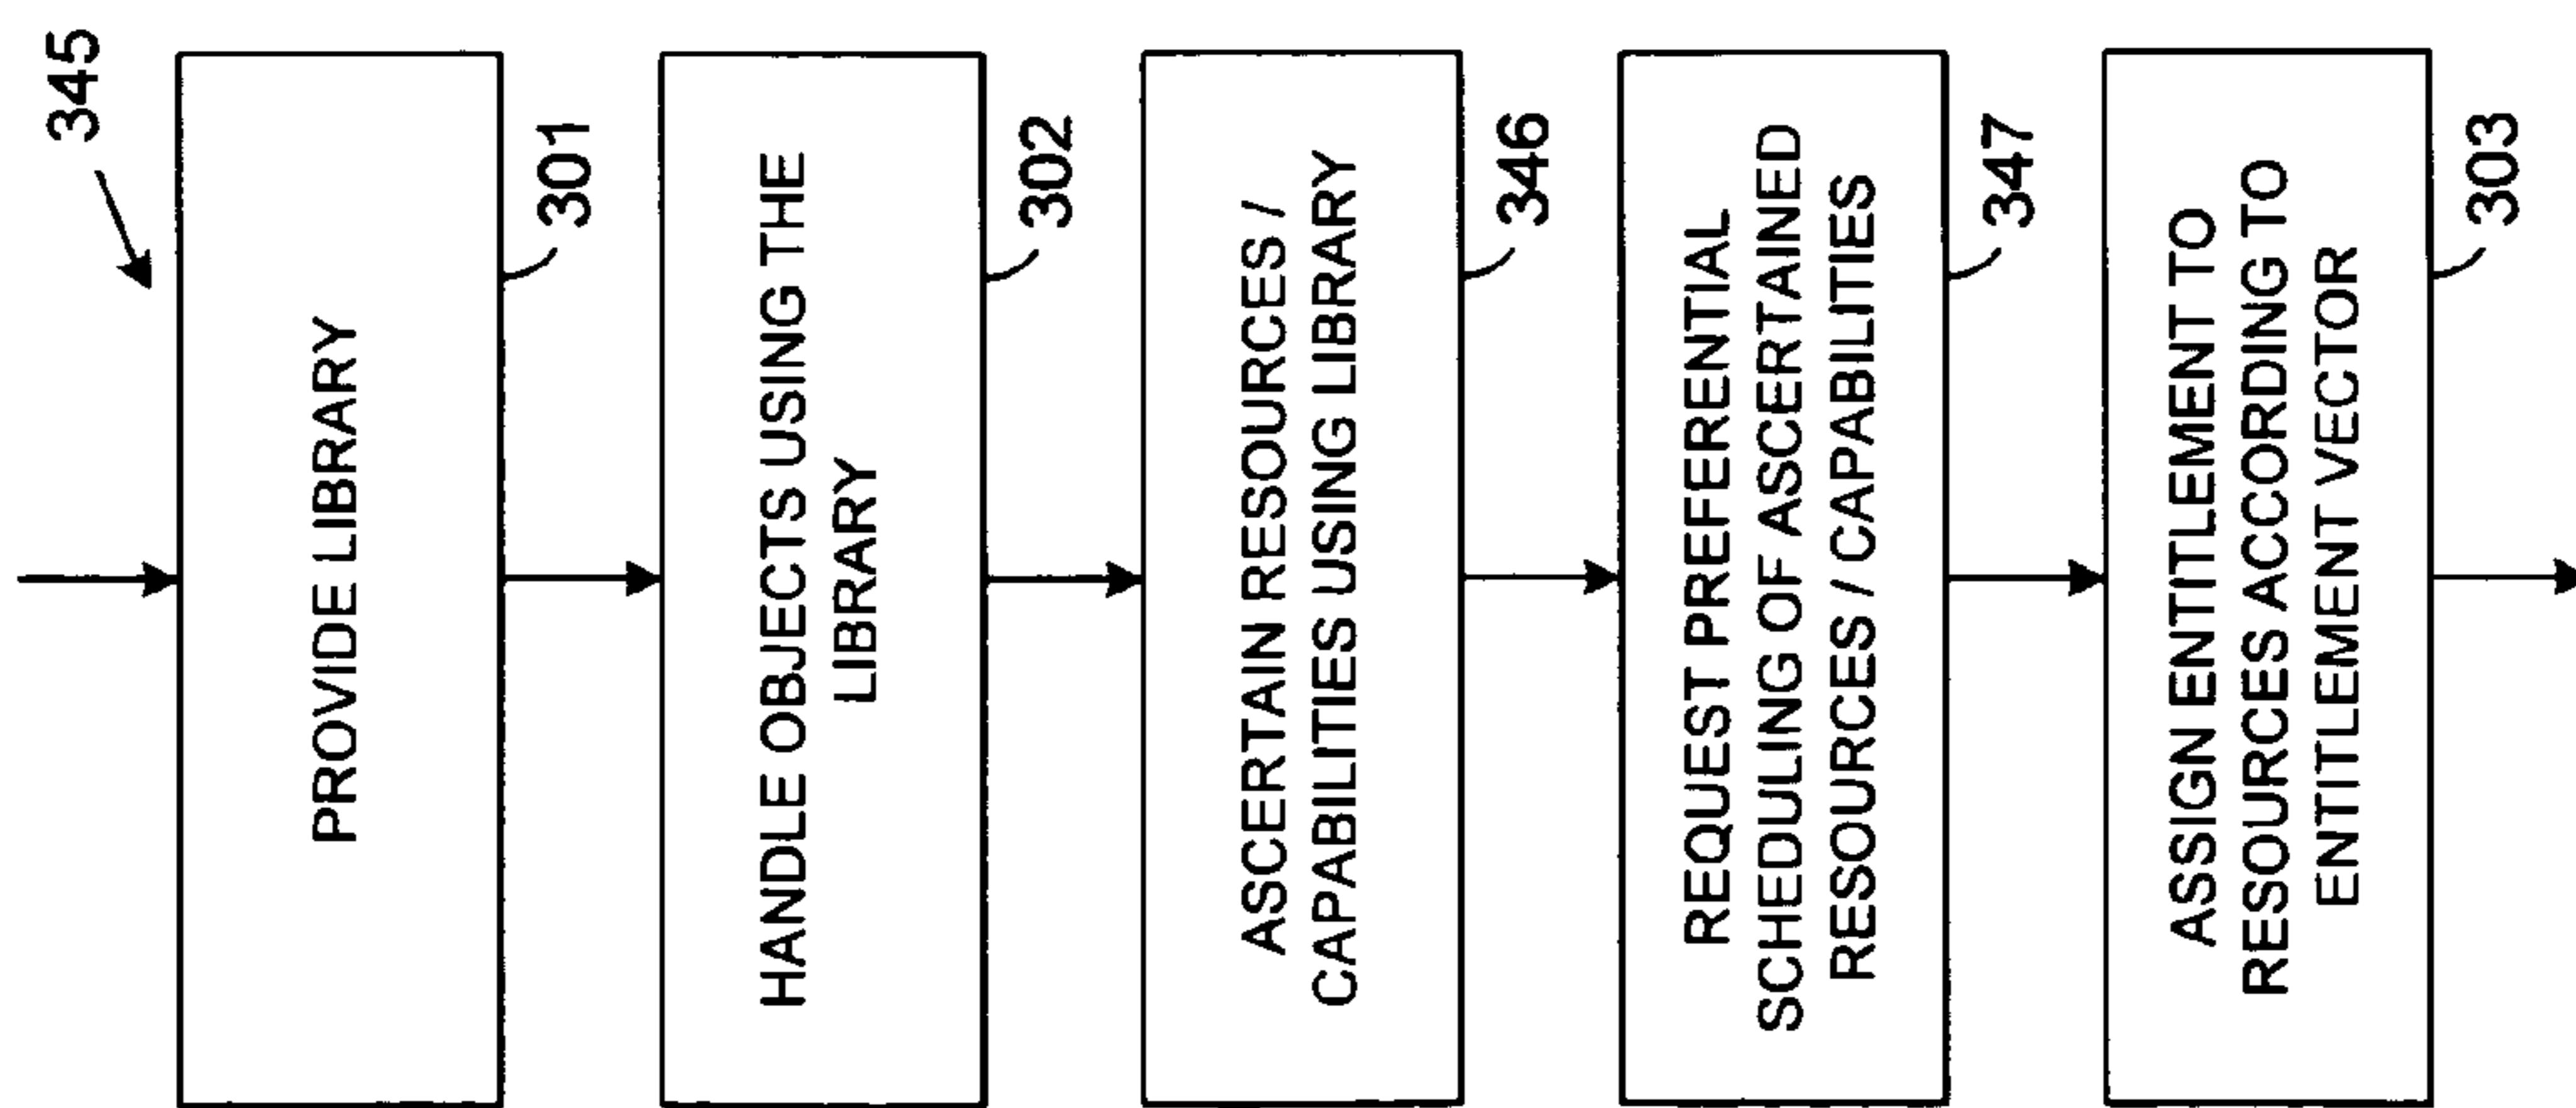 345
PROVIDE LIBRARY
301
HANDLE OBJECTS USING THE
LIBRARY
302
ASCERTAIN RESOURCES /
CAPABILITIES USING LIBRARY
346
REQUEST PREFERENTIAL
SCHEDULING OF ASCERTAINED
RESOURCES / CAPABILITIES
347
ASSIGN ENTITLEMENT TO
RESOURCES ACCORDING TO
ENTITLEMENT VECTOR
303